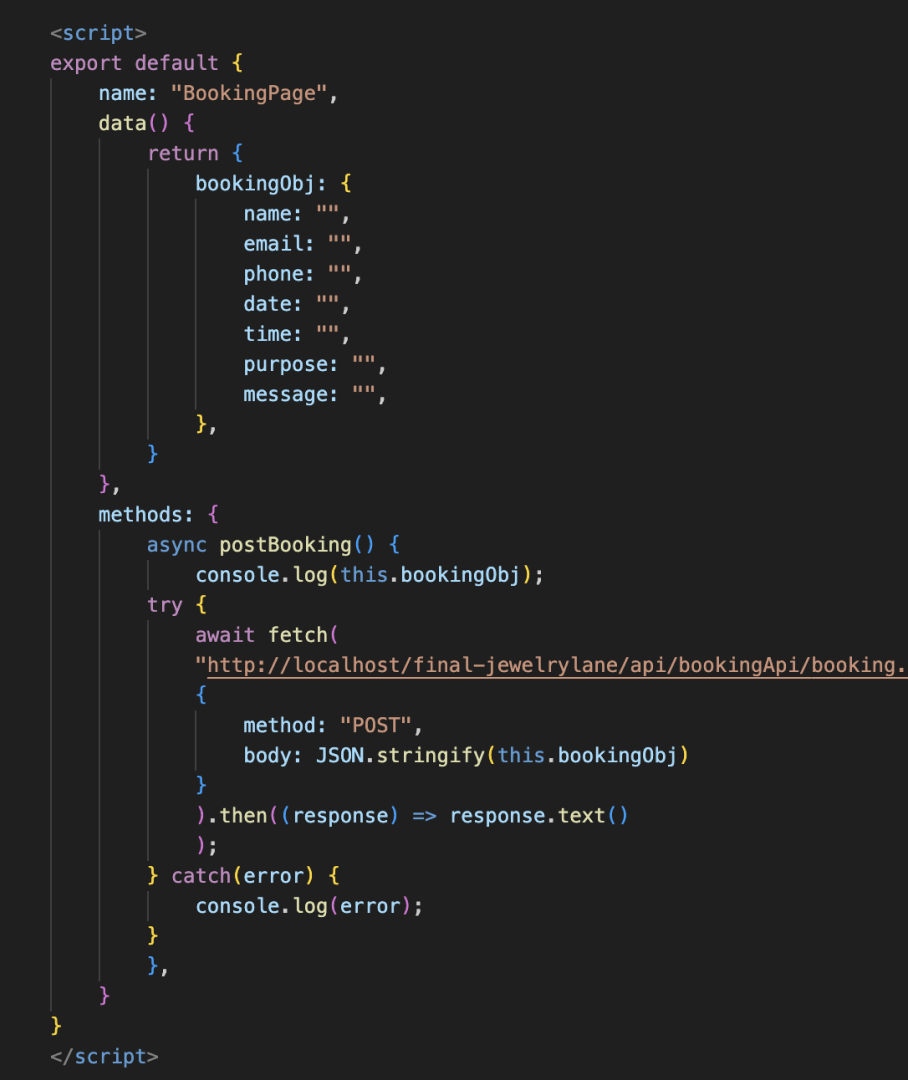 <script>
export default {
    name: "BookingPage",
    data() {
        return {
            bookingObj: {
                name: "",
                email: "",
                phone: "",
                date: "",
                time: "",
                purpose: "",
                message: "",
            },
        }
    },
    methods: {
        async postBooking() {
            console.log(this.bookingObj);
        try {
            await fetch(
            "http://localhost/final-jewelrylane/api/bookingApi/booking.
            {
                method: "POST",
                body: JSON.stringify(this.bookingObj)
            }
            ).then((response) => response.text()
            );
        } catch(error) {
            console.log(error);
        }
        },
    }
}
</script>